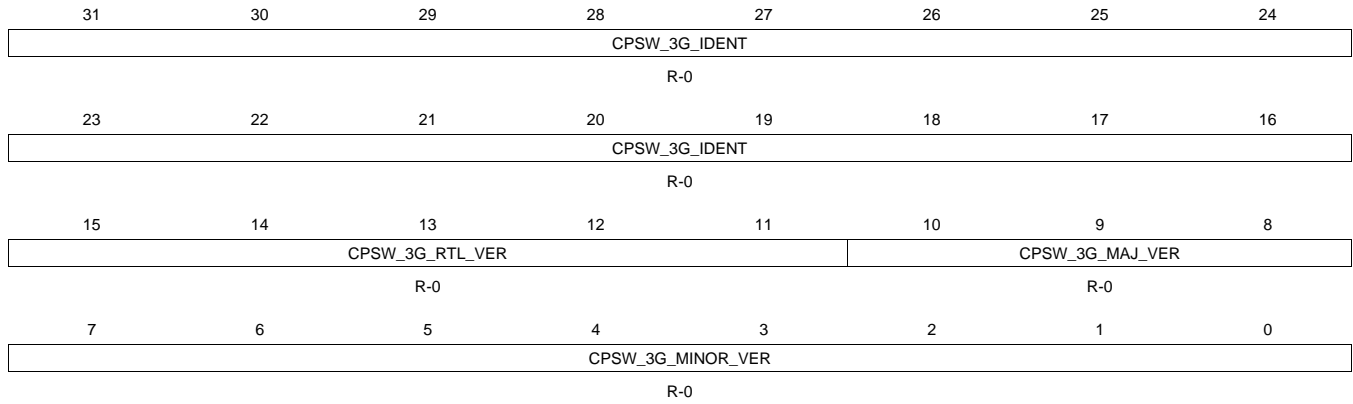 31 30 29 28 27 26 25 24
CPSW_3G_IDENT
R-0
23 22 21 20 19 18 17 16
CPSW_3G_IDENT
R-0
15 14 13 12 11 10 9 8
CPSW_3G_RTL_VER CPSW_3G_MAJ_VER
R-0 R-0
7 6 5 4 3 2 1 0
CPSW_3G_MINOR_VER
R-0